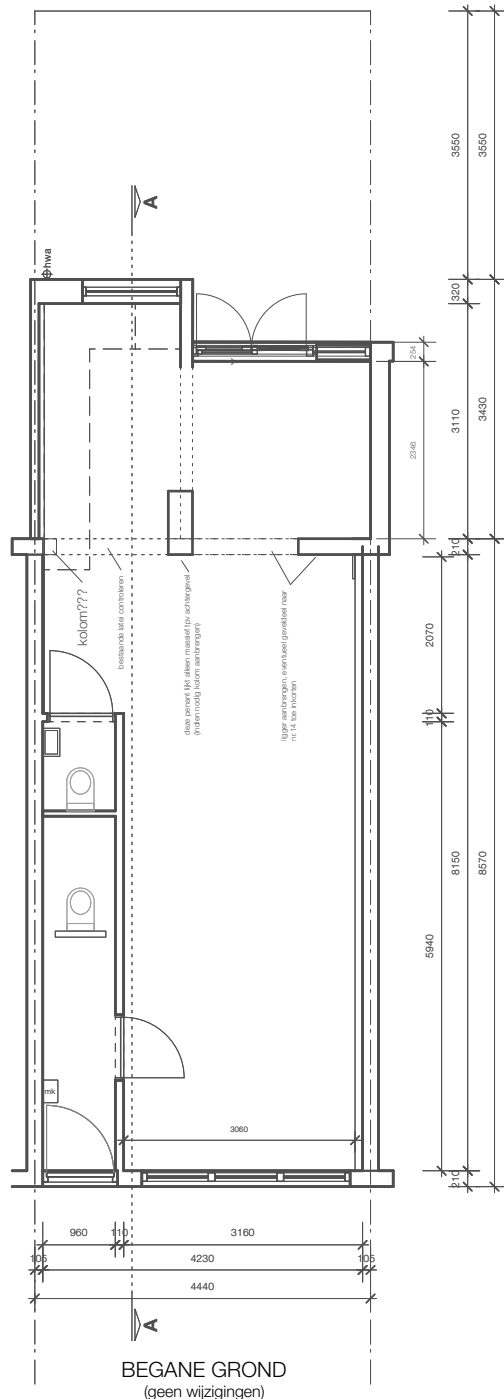 3550
3550
A
hwa
320
254
3110
3430
2346
210
kolom???
bestaande latei controleren
deze penant lijkt alleen massief tpv achtergevel
(indien nodig kolom aanbrengen)
ligger aanbrengen, eventueel geveldeel naar
nr. 14 toe inkorten
2070
110
8150
8570
5940
mk
3060
210
960
110
3160
105
4230
105
4440
A
BEGANE GROND
(geen wijzigingen)